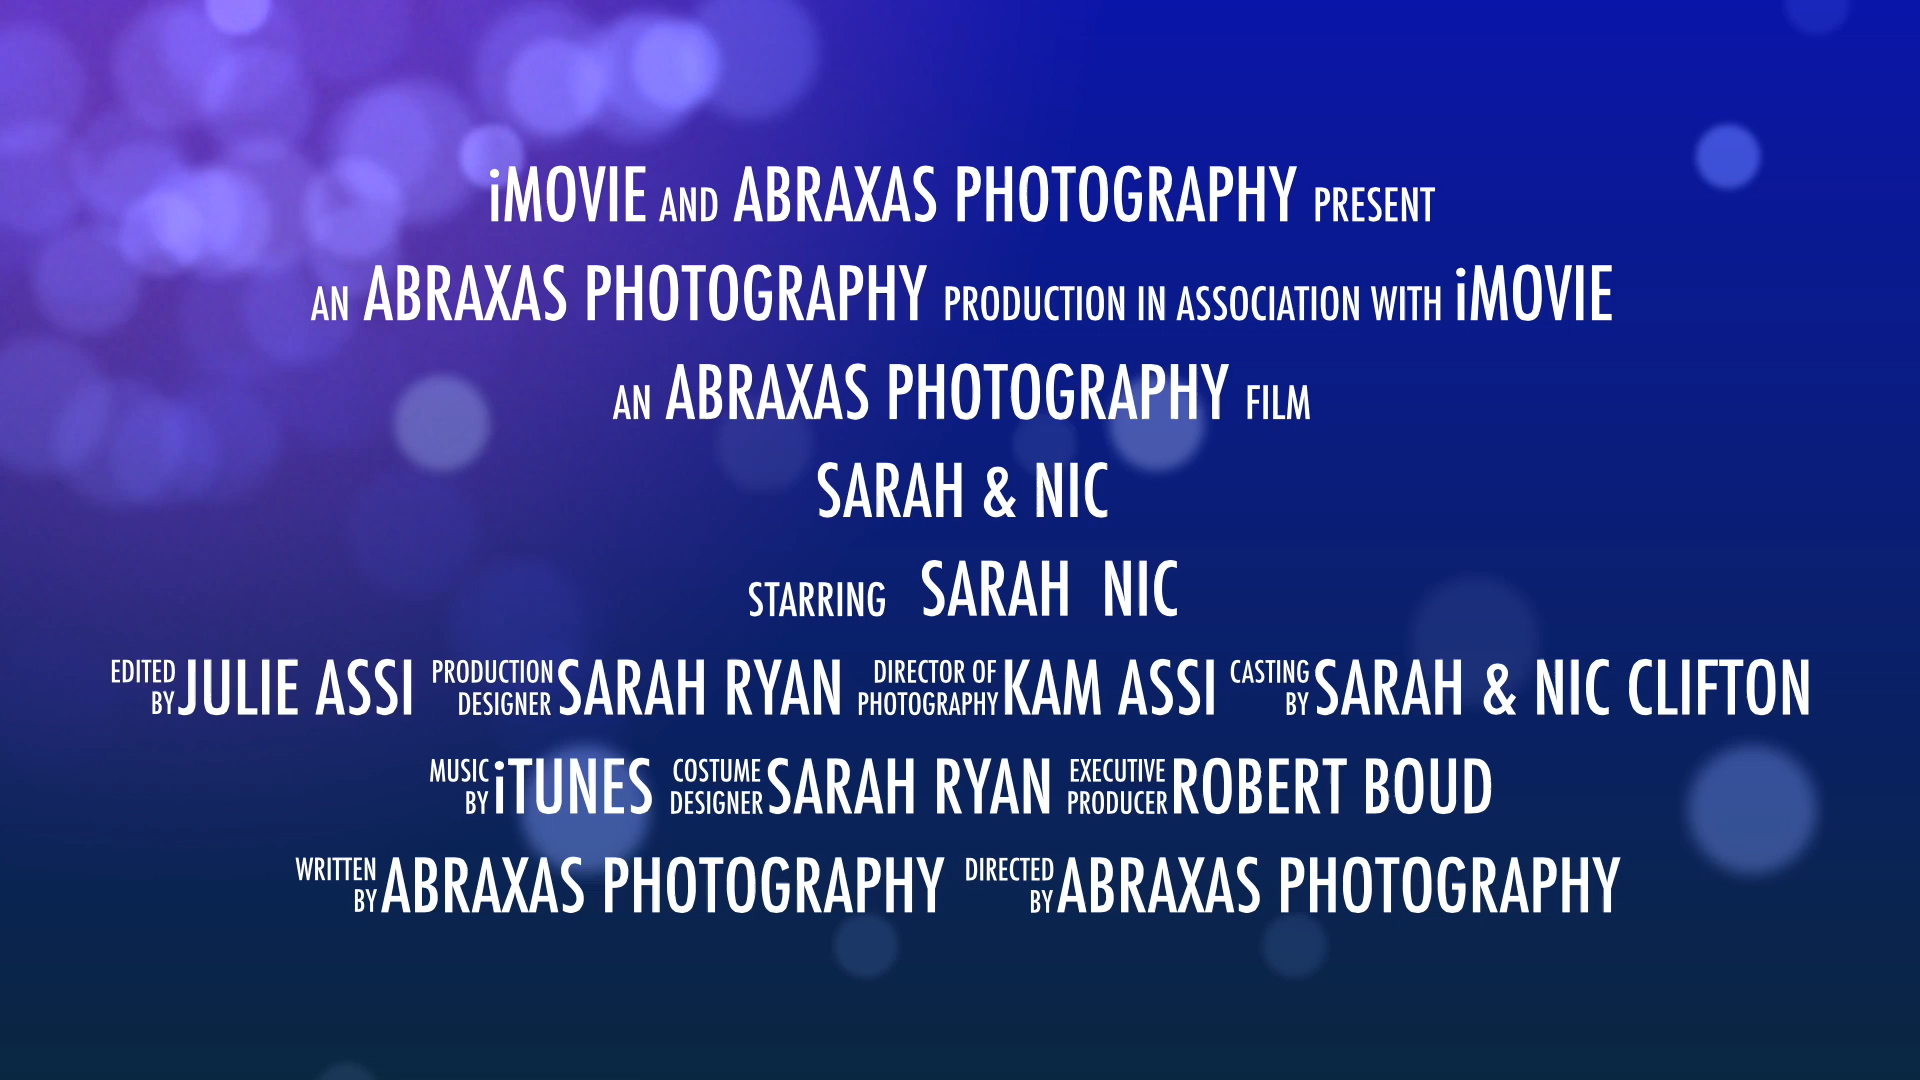 iMOVIE AND ABRAXAS PHOTOGRAPHY PRESENT
AN ABRAXAS PHOTOGRAPHY PRODUCTION IN ASSOCIATION WITH iMOVIE
AN ABRAXAS PHOTOGRAPHY FILM
SARAH & NIC
STARRING SARAH NIC
EDITED BY JULIE ASSI PRODUCTION DESIGNER SARAH RYAN DIRECTOR OF PHOTOGRAPHY KAM ASSI CASTING BY SARAH & NIC CLIFTON
MUSIC BY iTUNES COSTUME DESIGNER SARAH RYAN EXECUTIVE PRODUCER ROBERT BOUD
WRITTEN BY ABRAXAS PHOTOGRAPHY DIRECTED BY ABRAXAS PHOTOGRAPHY